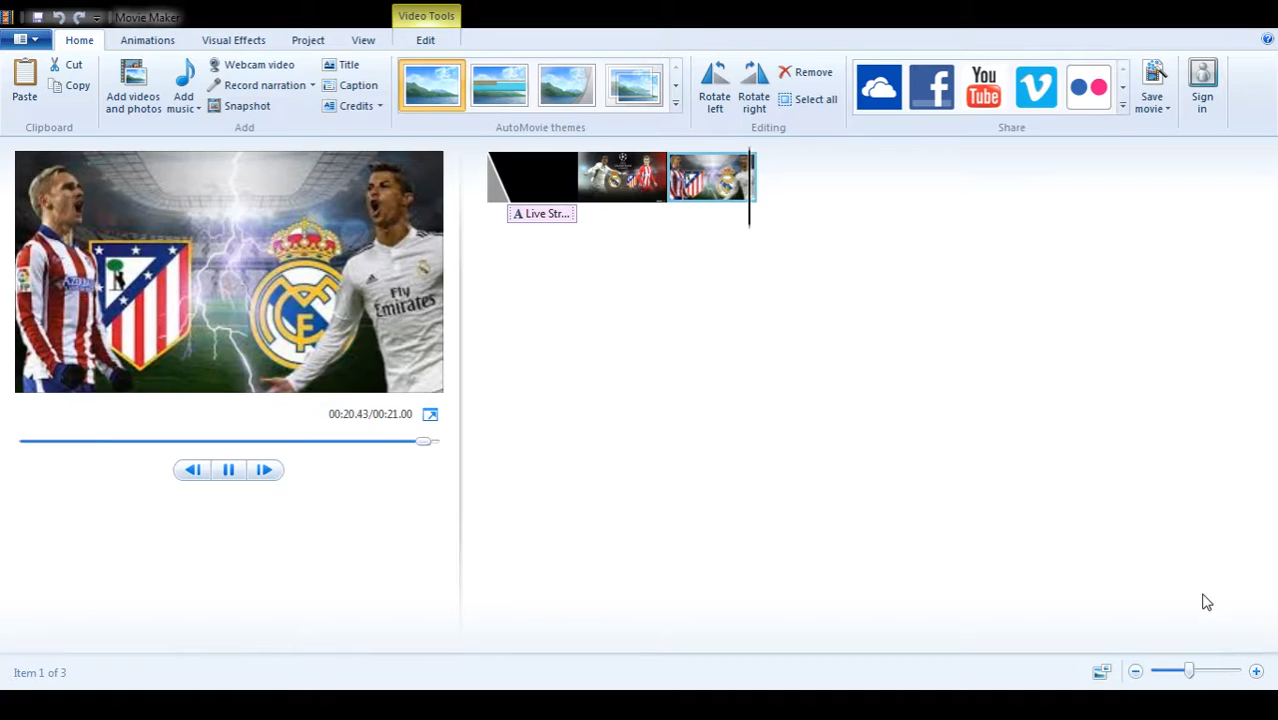 Movie Maker
Video Tools
Home
Animations
Visual Effects
Project
View
Edit
Paste
Cut
Copy
Clipboard
Add videos
and photos
Add
music
Webcam video
Record narration
Snapshot
Title
Caption
Credits
Add
AutoMovie themes
Rotate
left
Rotate
right
Remove
Select all
Editing
f
You
Tube
Share
Save
movie
Sign
in
Fly
Emirates
A Live Str...
00:20.43/00:21.00
Item 1 of 3